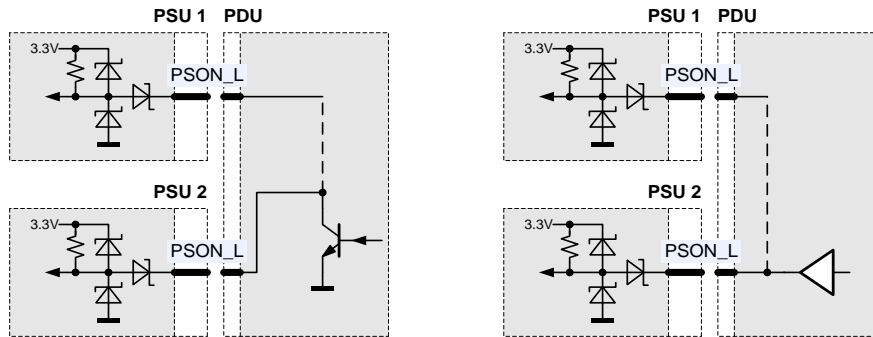 PSU 1 PDU
3.3V
PSON_L
PSU 2
3.3V
PSON_L
PSU 1 PDU
3.3V
PSON_L
PSU 2
3.3V
PSON_L